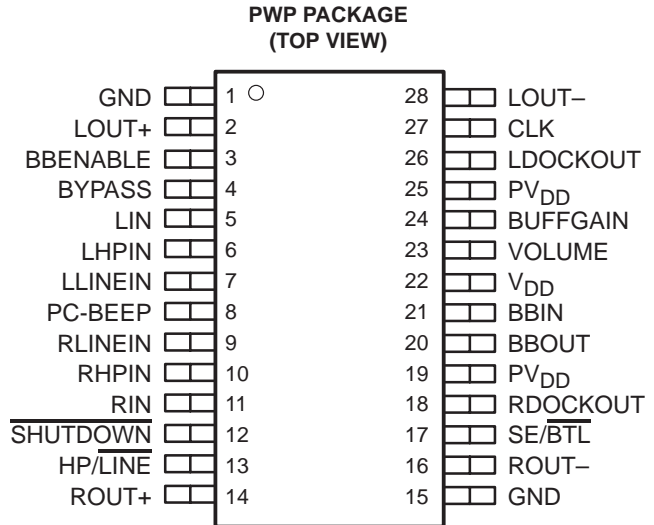 PWP PACKAGE
(TOP VIEW)
GND 1 28 LOUT–
LOUT+ 2 27 CLK
BBENABLE 3 26 LDOCKOUT
BYPASS 4 25 PVDD
LIN 5 24 BUFFGAIN
LHPIN 6 23 VOLUME
LLINEIN 7 22 VDD
PC-BEEP 8 21 BBIN
RLINEIN 9 20 BBOUT
RHPIN 10 19 PVDD
RIN 11 18 RDOCKOUT
SHUTDOWN 12 17 SE/BTL
HP/LINE 13 16 ROUT–
ROUT+ 14 15 GND